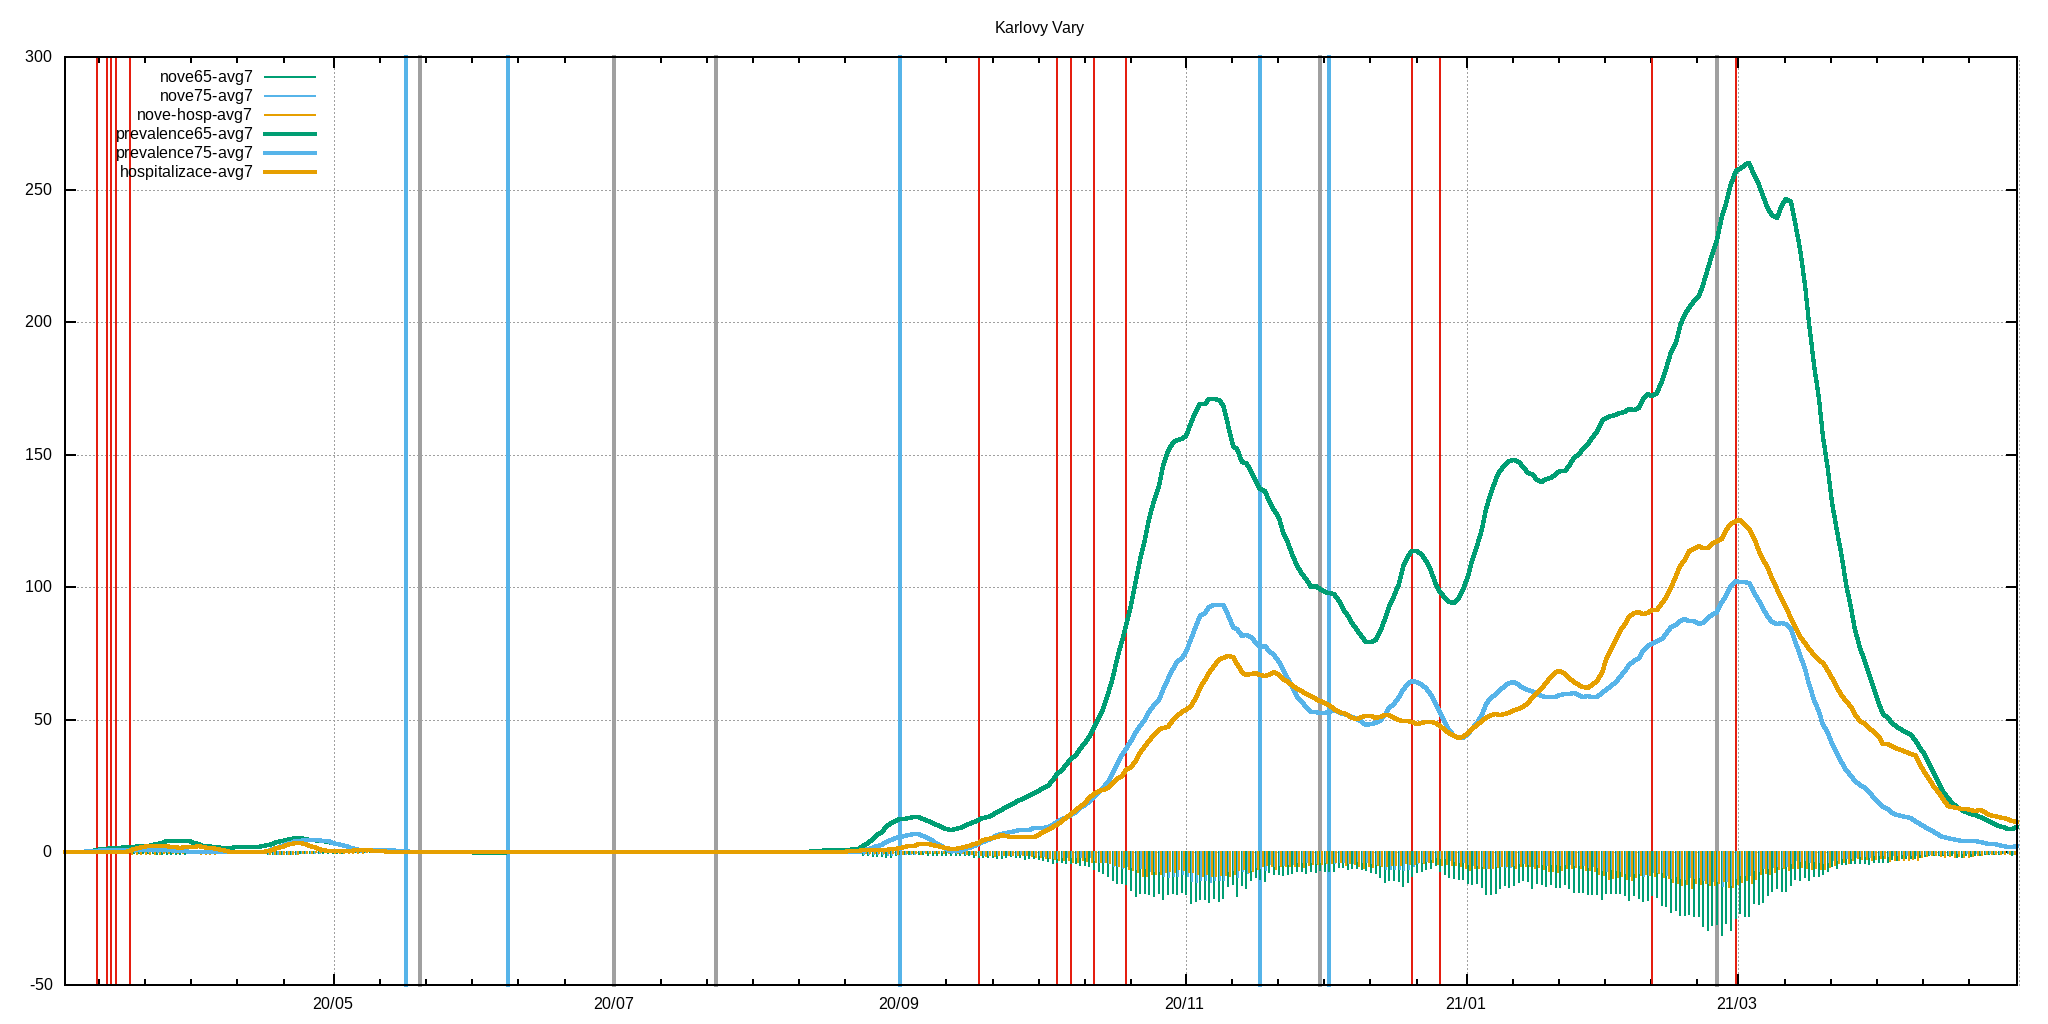 Karlovy Vary
300
250
200
150
100
50
0
-50
nove65-avg7
nove75-avg7
nove-hosp-avg7
prevalence65-avg7
prevalence75-avg7
hospitalizace-avg7
20/05
20/07
20/09
20/11
21/01
21/03